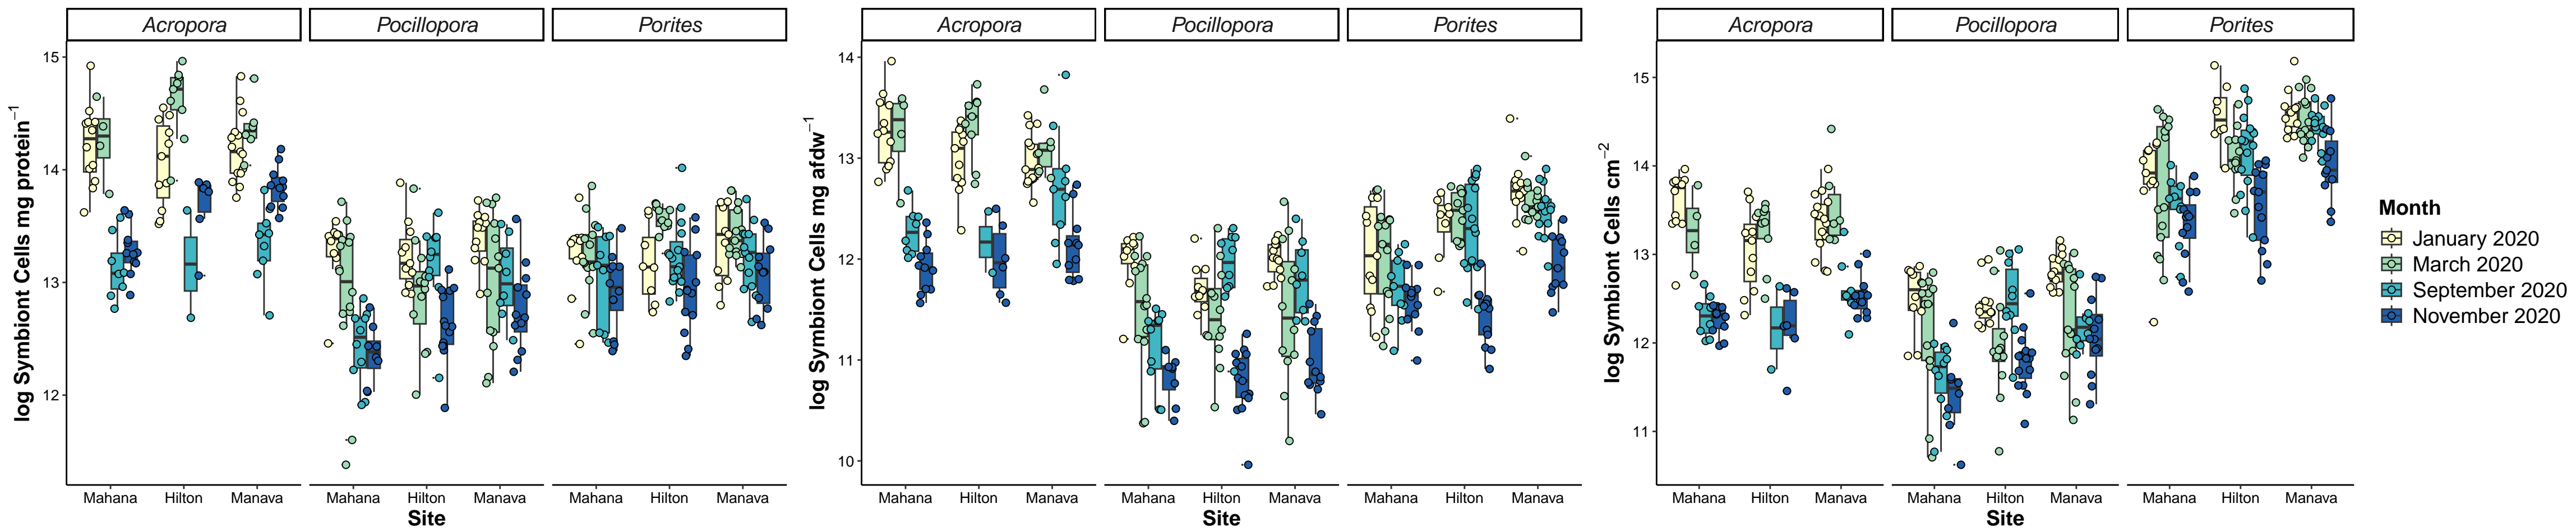 Acropora Pocillopora Porites
log Symbiont Cells mg protein⁻¹
15
14
13
12
Mahana Hilton Manava Mahana Hilton Manava Mahana Hilton Manava
Site
Acropora Pocillopora Porites
log Symbiont Cells mg afdw⁻¹
14
13
12
11
10
Mahana Hilton Manava Mahana Hilton Manava Mahana Hilton Manava
Site
Acropora Pocillopora Porites
log Symbiont Cells cm⁻²
15
14
13
12
11
Mahana Hilton Manava Mahana Hilton Manava Mahana Hilton Manava
Site
Month
January 2020
March 2020
September 2020
November 2020